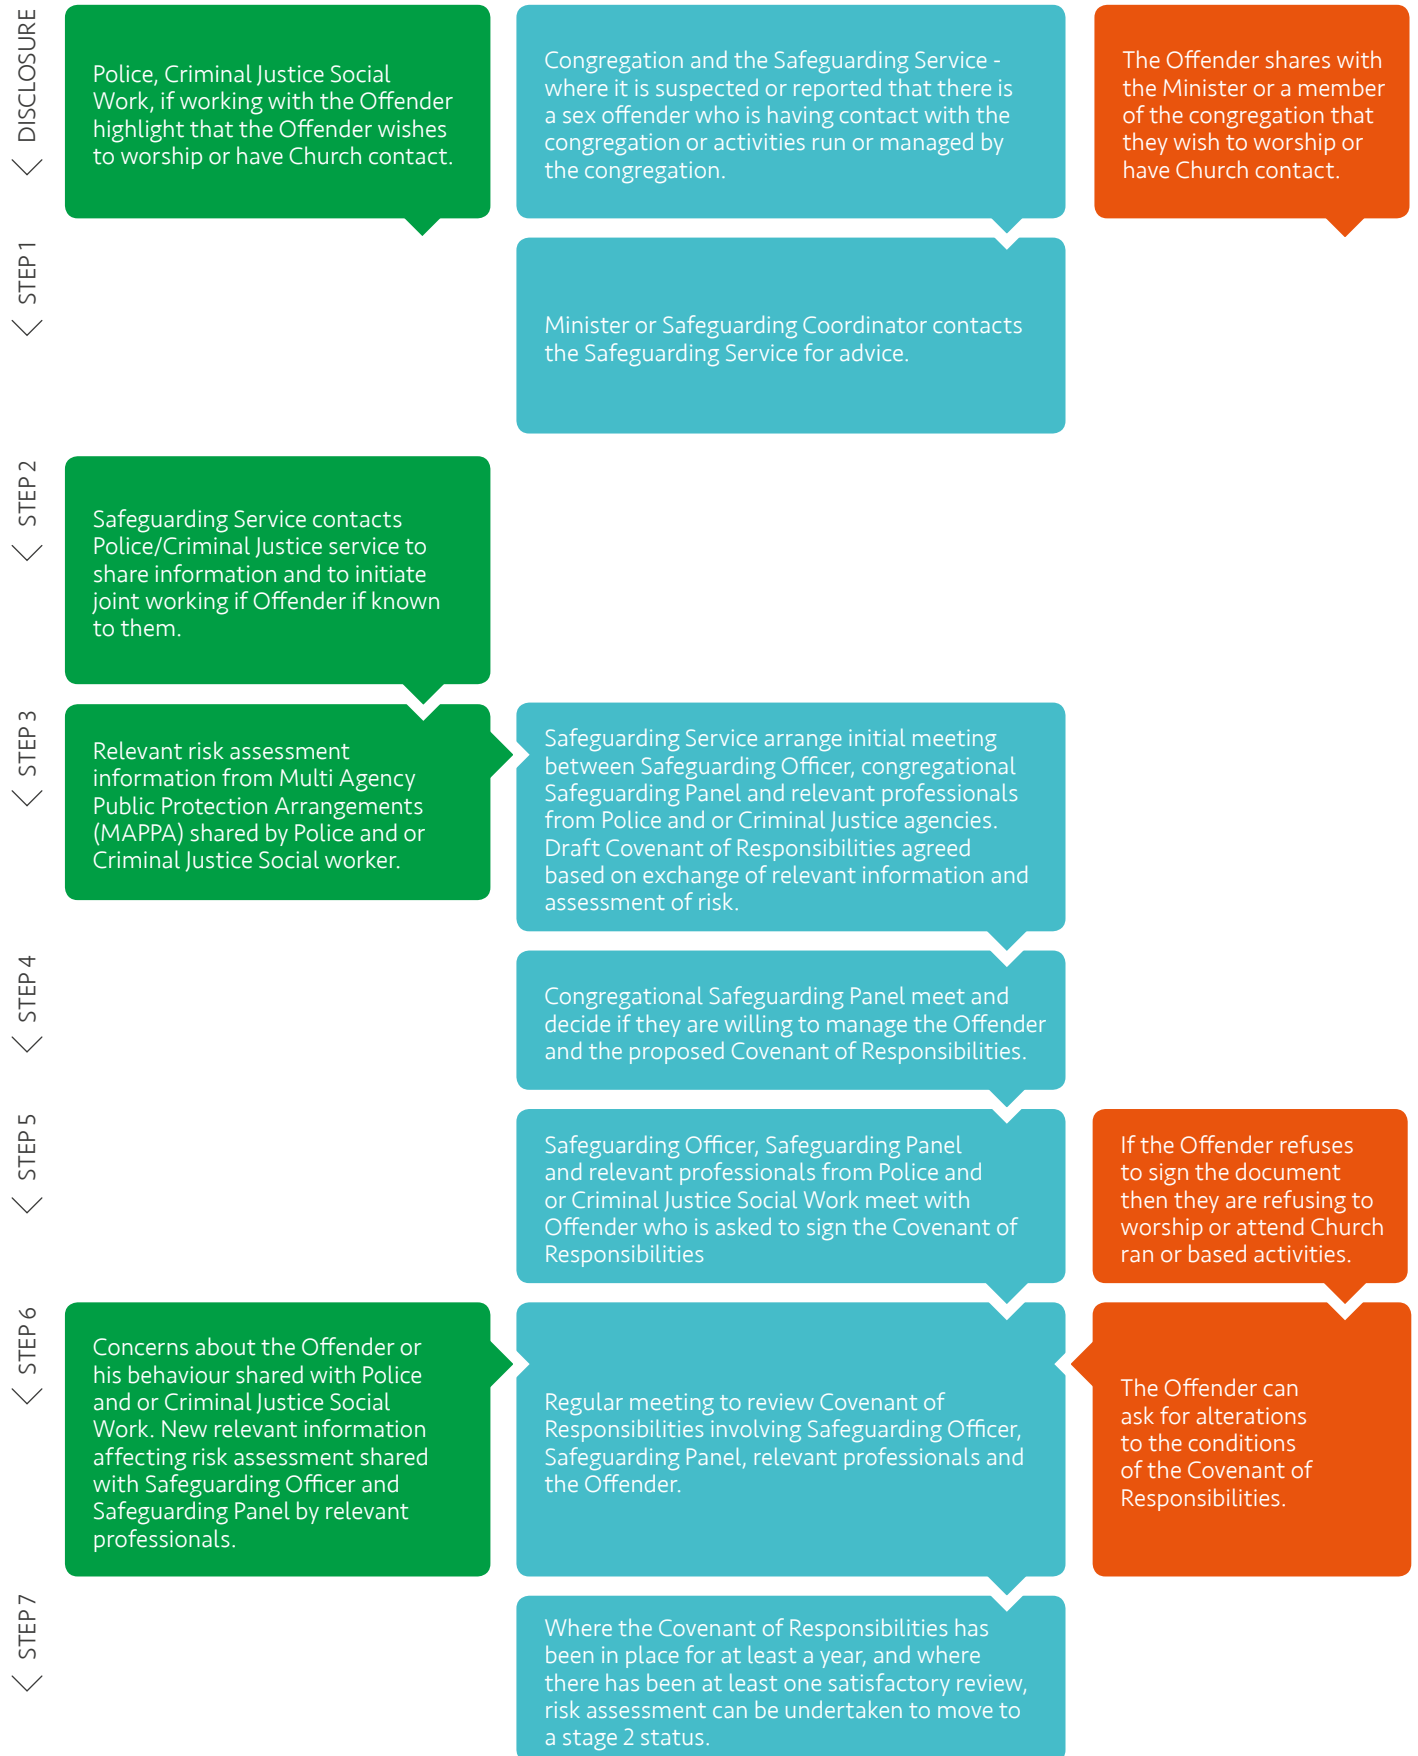 DISCLOSURE
Police, Criminal Justice Social
Work, if working with the Offender
highlight that the Offender wishes
to worship or have Church contact.
Congregation and the Safeguarding Service -
where it is suspected or reported that there is
a sex offender who is having contact with the
congregation or activities run or managed by
the congregation.
The Offender shares with
the Minister or a member
of the congregation that
they wish to worship or
have Church contact.
STEP 1
Minister or Safeguarding Coordinator contacts
the Safeguarding Service for advice.
STEP 2
Safeguarding Service contacts
Police/Criminal Justice service to
share information and to initiate
joint working if Offender if known
to them.
STEP 3
Relevant risk assessment
information from Multi Agency
Public Protection Arrangements
(MAPPA) shared by Police and or
Criminal Justice Social worker.
Safeguarding Service arrange initial meeting
between Safeguarding Officer, congregational
Safeguarding Panel and relevant professionals
from Police and or Criminal Justice agencies.
Draft Covenant of Responsibilities agreed
based on exchange of relevant information and
assessment of risk.
STEP 4
Congregational Safeguarding Panel meet and
decide if they are willing to manage the Offender
and the proposed Covenant of Responsibilities.
STEP 5
Safeguarding Officer, Safeguarding Panel
and relevant professionals from Police and
or Criminal Justice Social Work meet with
Offender who is asked to sign the Covenant of
Responsibilities
If the Offender refuses
to sign the document
then they are refusing to
worship or attend Church
ran or based activities.
STEP 6
Concerns about the Offender or
his behaviour shared with Police
and or Criminal Justice Social
Work. New relevant information
affecting risk assessment shared
with Safeguarding Officer and
Safeguarding Panel by relevant
professionals.
Regular meeting to review Covenant of
Responsibilities involving Safeguarding Officer,
Safeguarding Panel, relevant professionals and
the Offender.
The Offender can
ask for alterations
to the conditions
of the Covenant of
Responsibilities.
STEP 7
Where the Covenant of Responsibilities has
been in place for at least a year, and where
there has been at least one satisfactory review,
risk assessment can be undertaken to move to
a stage 2 status.